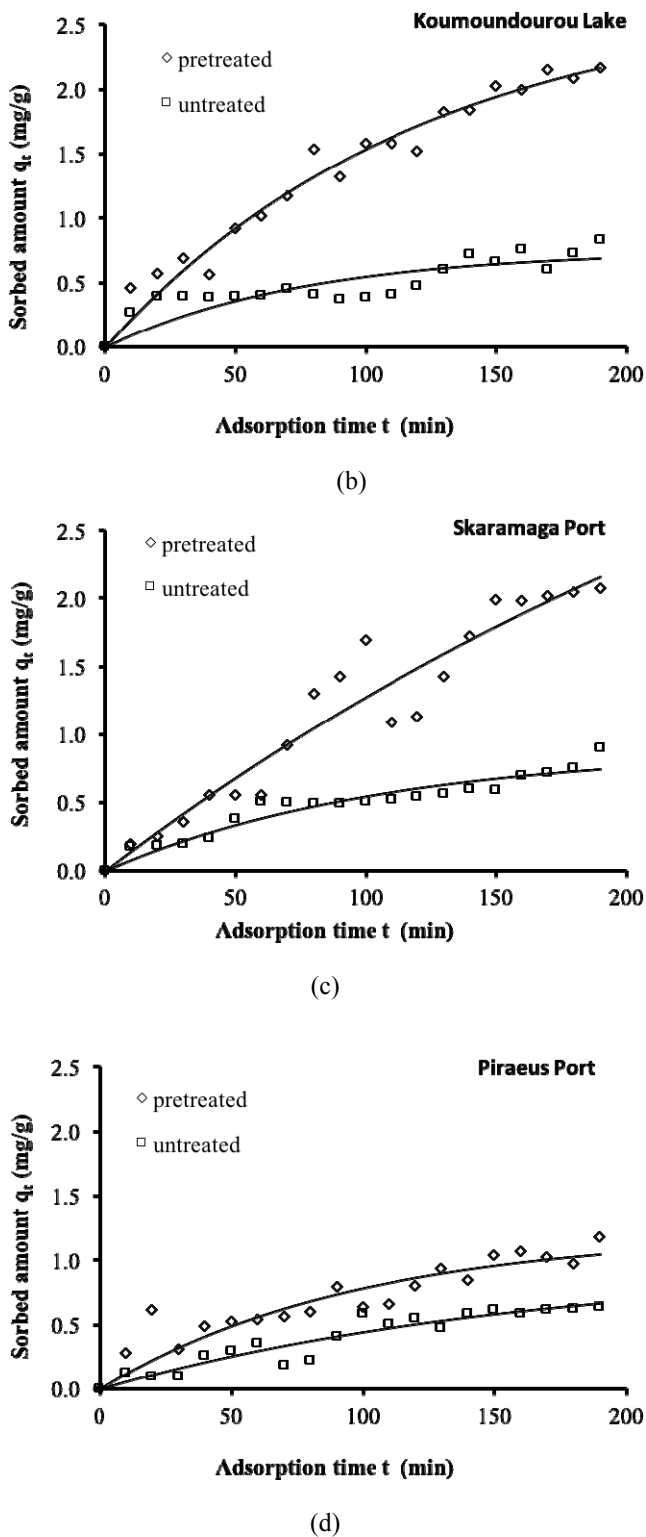 Koumoundourou Lake
2.5
pretreated
2.0
untreated
1.5
1.0
0.5
0.0
Sorbed amount qt (mg/g)
0 50 100 150 200
Adsorption time t (min)
(b)
Skaramaga Port
2.5
pretreated
2.0
untreated
1.5
1.0
0.5
0.0
Sorbed amount qt (mg/g)
0 50 100 150 200
Adsorption time t (min)
(c)
Piraeus Port
2.5
pretreated
2.0
untreated
1.5
1.0
0.5
0.0
Sorbed amount qt (mg/g)
0 50 100 150 200
Adsorption time t (min)
(d)